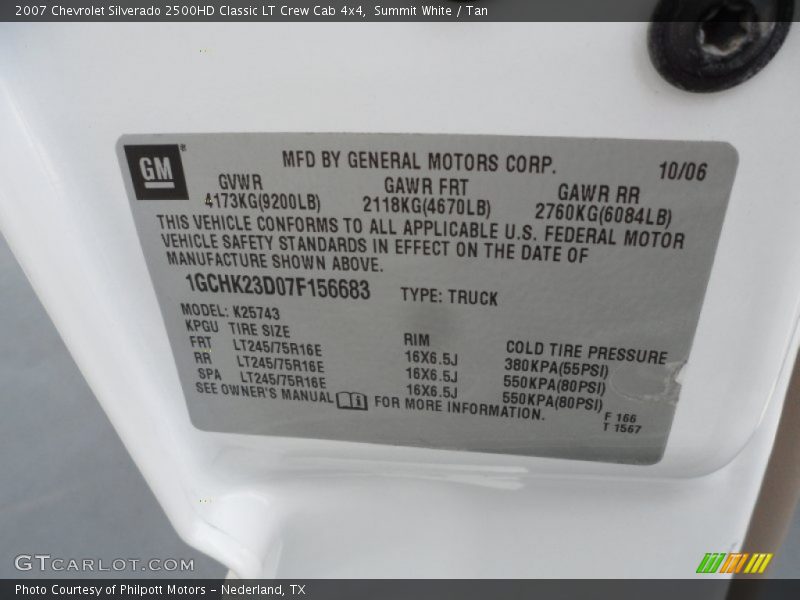 2007 Chevrolet Silverado 2500HD Classic LT Crew Cab 4x4, Summit White / Tan
GM®
MFD BY GENERAL MOTORS CORP. 10/06
GVWR GAWR FRT GAWR RR
4173KG(9200LB) 2118KG(4670LB) 2760KG(6084LB)
THIS VEHICLE CONFORMS TO ALL APPLICABLE U.S. FEDERAL MOTOR
VEHICLE SAFETY STANDARDS IN EFFECT ON THE DATE OF
MANUFACTURE SHOWN ABOVE.
1GCHK23D07F156683 TYPE: TRUCK
MODEL: K25743
KPGU TIRE SIZE RIM COLD TIRE PRESSURE
FRT LT245/75R16E 16X6.5J 380KPA(55PSI)
RR LT245/75R16E 16X6.5J 550KPA(80PSI)
SPA LT245/75R16E 16X6.5J 550KPA(80PSI)
SEE OWNER'S MANUAL i FOR MORE INFORMATION.
F 166
T 1567
GTCARLOT.COM
Photo Courtesy of Philpott Motors - Nederland, TX